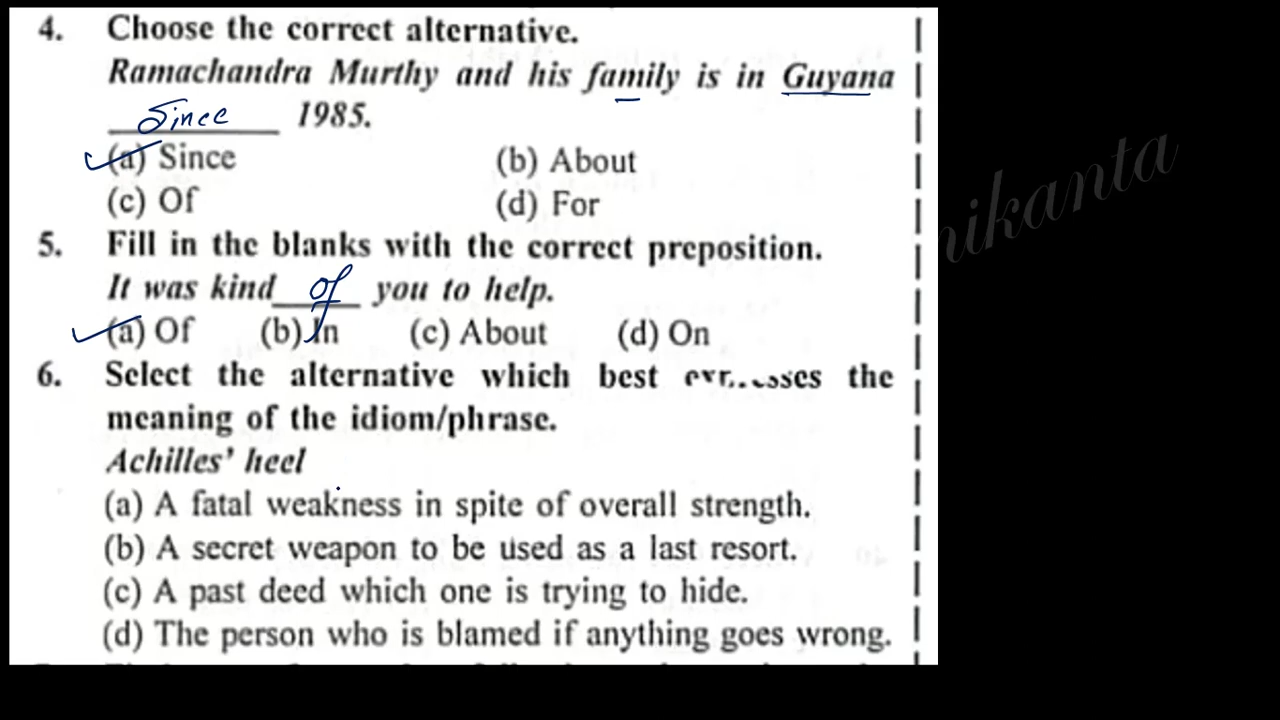 4. Choose the correct alternative.
Ramachandra Murthy and his family is in Guyana
Since 1985.
(a) Since (b) About
(c) Of (d) For
5. Fill in the blanks with the correct preposition.
It was kind of you to help.
(a) Of (b) In (c) About (d) On
6. Select the alternative which best expresses the
meaning of the idiom/phrase.
Achilles' heel
(a) A fatal weakness in spite of overall strength.
(b) A secret weapon to be used as a last resort.
(c) A past deed which one is trying to hide.
(d) The person who is blamed if anything goes wrong.
nikanta